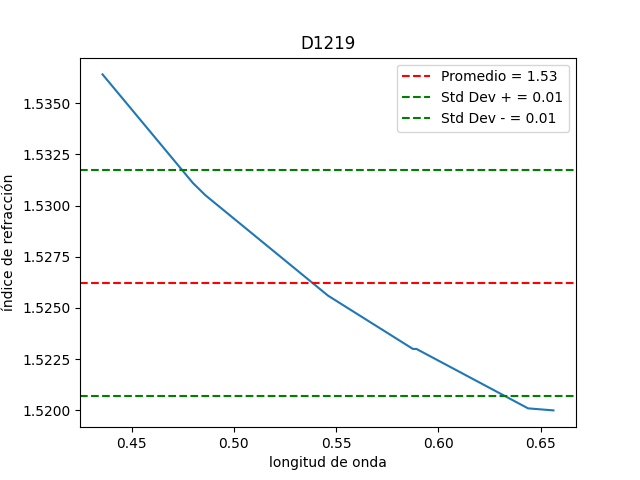 D1219
Promedio = 1.53
Std Dev + = 0.01
Std Dev - = 0.01
índice de refracción
1.5350
1.5325
1.5300
1.5275
1.5250
1.5225
1.5200
0.45 0.50 0.55 0.60 0.65
longitud de onda